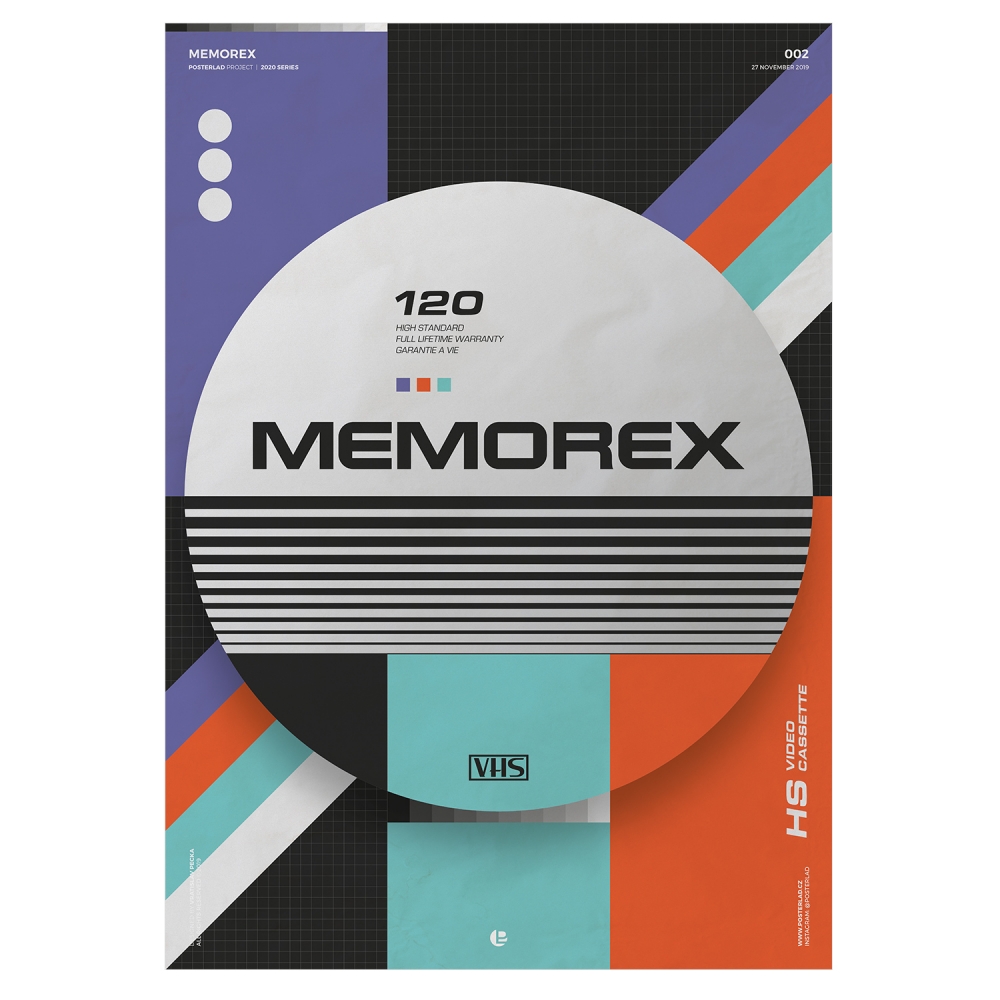 MEMOREX
POSTERLAD PROJECT | 2020 SERIES
002
27 NOVEMBER 2019
120
HIGH STANDARD
FULL LIFETIME WARRANTY
GARANTIE A VIE
MEMOREX
VHS
HS VIDEO
CASSETTE
PECKA
WWW.POSTERLAD.CZ
INSTAGRAM: @POSTERLAD